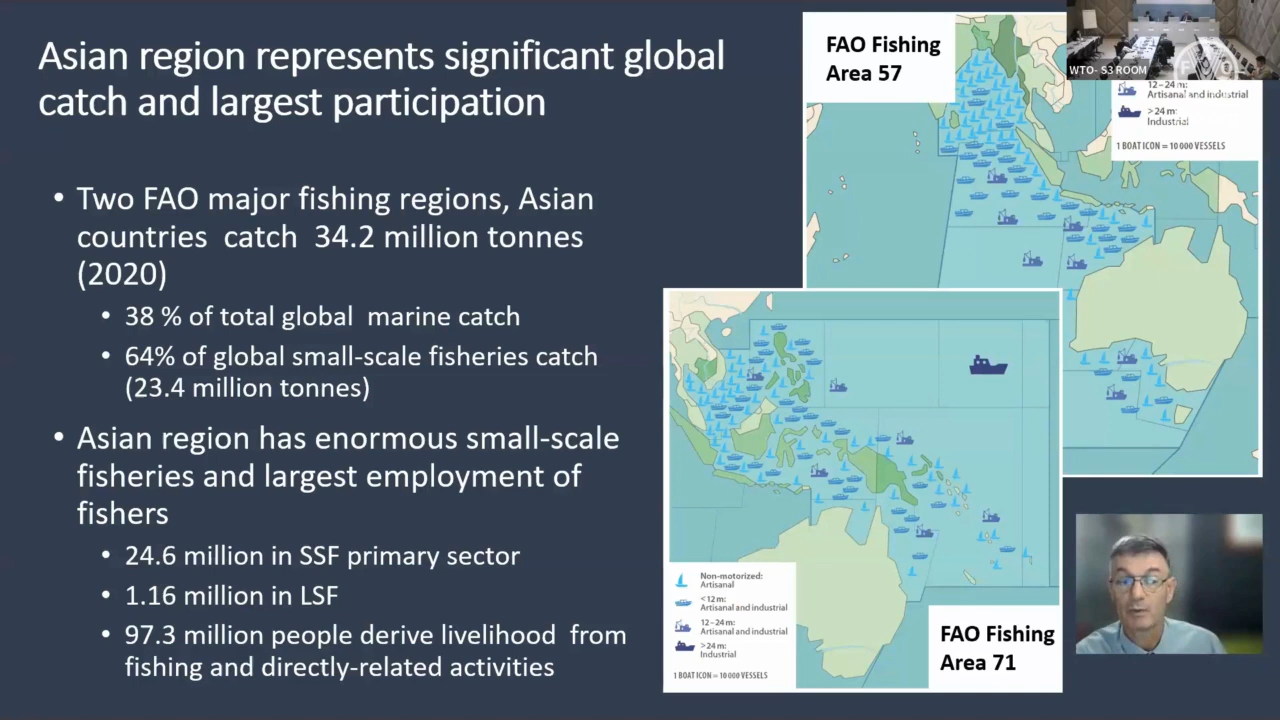 Asian region represents significant global
catch and largest participation
• Two FAO major fishing regions, Asian
countries catch 34.2 million tonnes
(2020)
• 38 % of total global marine catch
• 64% of global small-scale fisheries catch
(23.4 million tonnes)
• Asian region has enormous small-scale
fisheries and largest employment of
fishers
• 24.6 million in SSF primary sector
• 1.16 million in LSF
• 97.3 million people derive livelihood from
fishing and directly-related activities
FAO Fishing
Area 57
WTO- S3 ROOM
12–24 m:
Artisanal and industrial
>24 m:
Industrial
1 BOAT ICON = 10 000 VESSELS
Non-motorized:
Artisanal
<12 m:
Artisanal and industrial
12–24 m:
Artisanal and industrial
>24 m:
Industrial
1 BOAT ICON = 10 000 VESSELS
FAO Fishing
Area 71